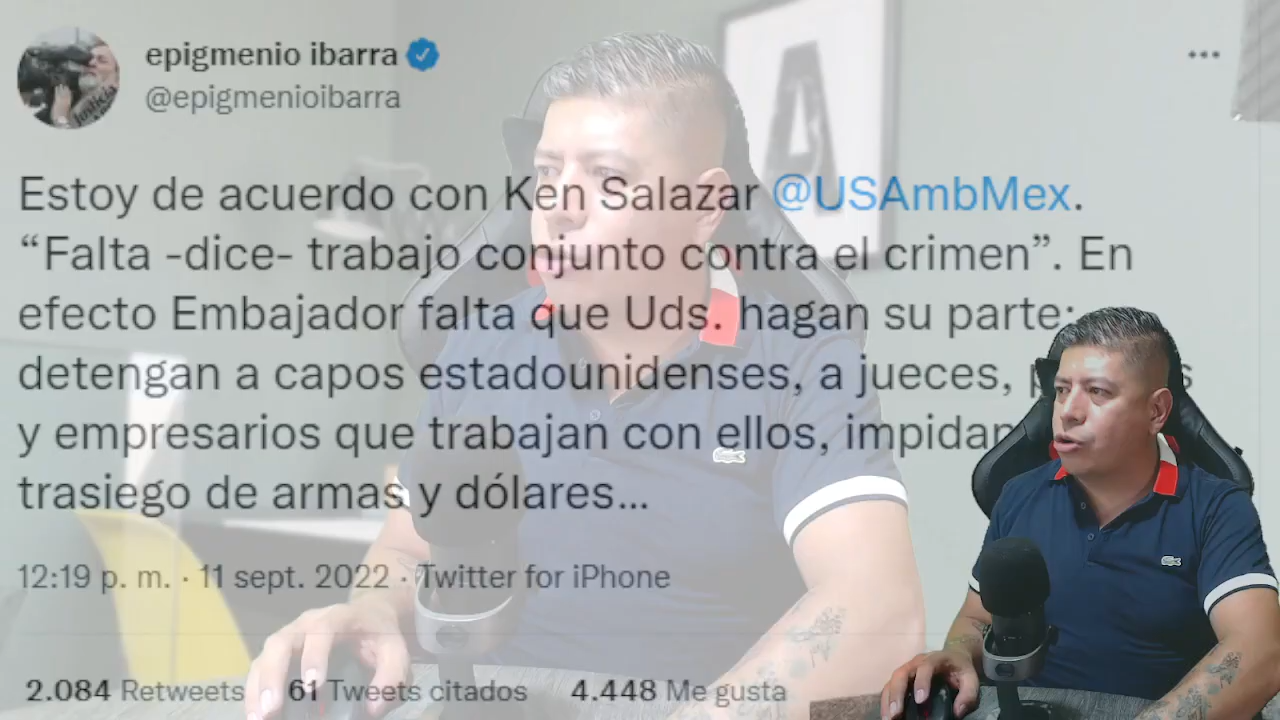 epigmenio ibarra
@epigmenioibarra
Estoy de acuerdo con Ken Salazar @USAmbMex.
“Falta -dice- trabajo conjunto contra el crimen”. En
efecto Embajador falta que Uds. hagan su parte:
detengan a capos estadounidenses, a jueces,
y empresarios que trabajan con ellos, impidan
trasiego de armas y dólares...
12:19 p. m. · 11 sept. 2022 · Twitter for iPhone
2.084 Retweets 61 Tweets citados 4.448 Me gusta
A